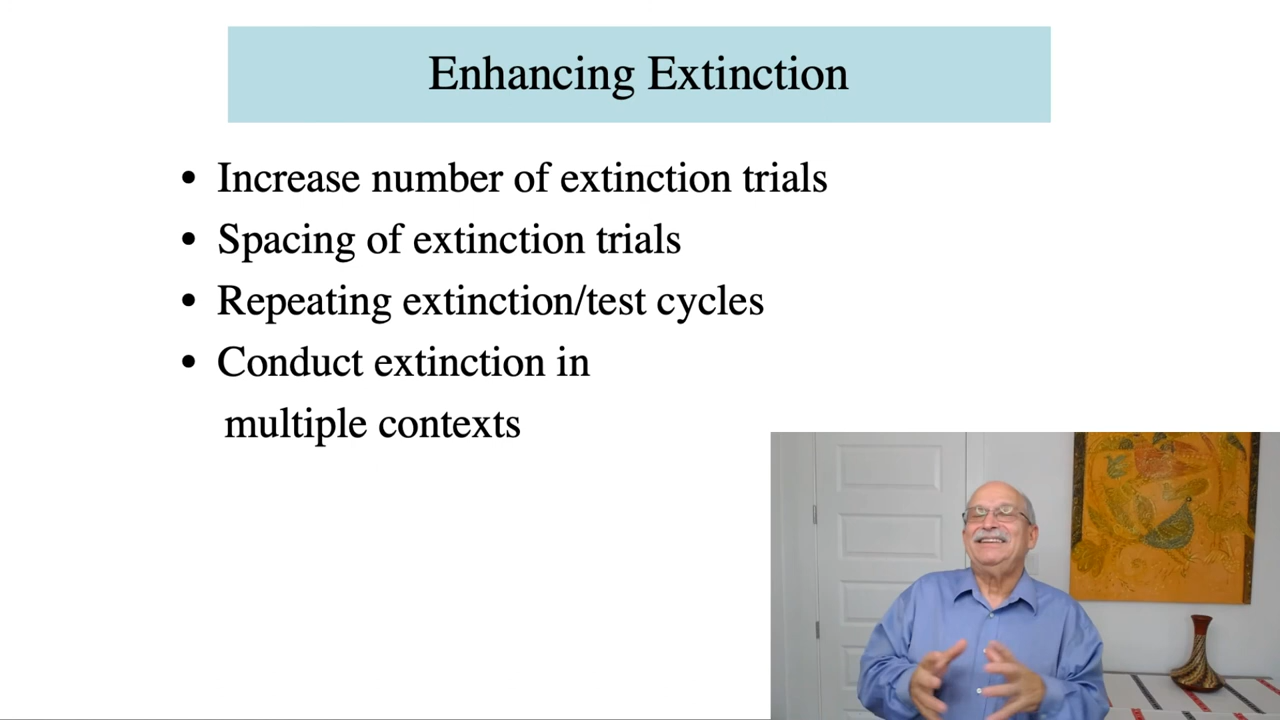 Enhancing Extinction
• Increase number of extinction trials
• Spacing of extinction trials
• Repeating extinction/test cycles
• Conduct extinction in
multiple contexts